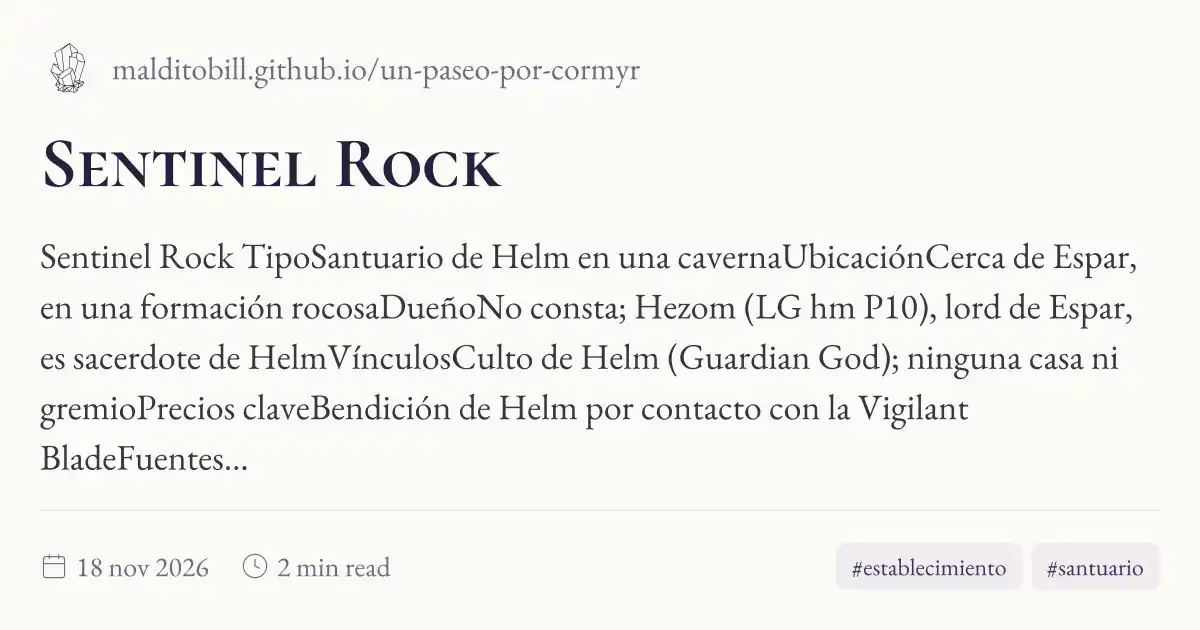 malditobill.github.io/un-paseo-por-cormyr
Sentinel Rock
Sentinel Rock TipoSantuario de Helm en una cavernaUbicaciónCerca de Espar,
en una formación rocosaDueñoNo consta; Hezom (LG hm P10), lord de Espar,
es sacerdote de HelmVínculosCulto de Helm (Guardian God); ninguna casa ni
gremioPrecios claveBendición de Helm por contacto con la Vigilant
BladeFuentes...
18 nov 2026
2 min read
#establecimiento
#santuario